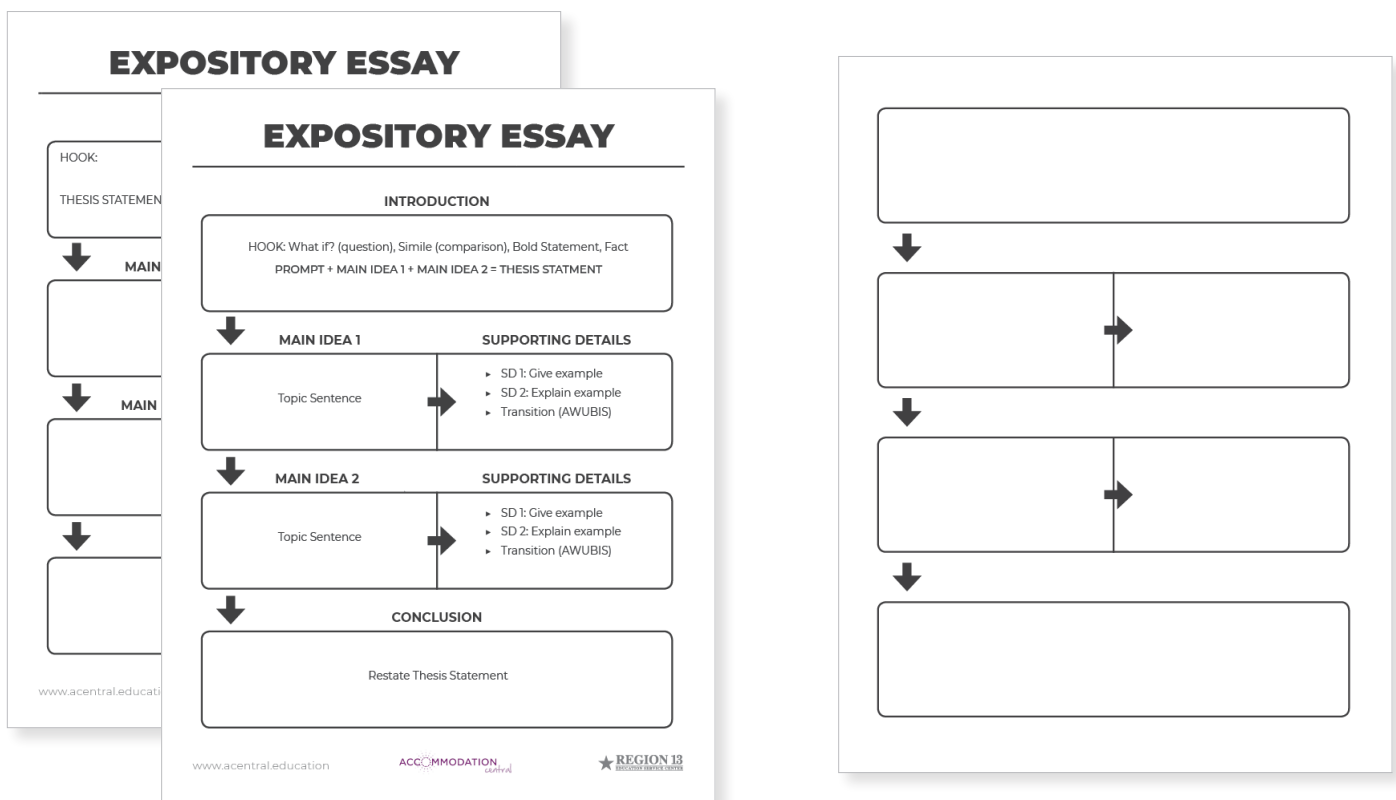 EXPOSITORY ESSAY
HOOK:
THESIS STATEMEN
MAIN
MAIN
www.acentral.educati
EXPOSITORY ESSAY
INTRODUCTION
HOOK: What if? (question), Simile (comparison), Bold Statement, Fact
PROMPT + MAIN IDEA 1 + MAIN IDEA 2 = THESIS STATMENT
MAIN IDEA 1
SUPPORTING DETAILS
Topic Sentence
▸ SD 1: Give example
▸ SD 2: Explain example
▸ Transition (AWUBIS)
MAIN IDEA 2
SUPPORTING DETAILS
Topic Sentence
▸ SD 1: Give example
▸ SD 2: Explain example
▸ Transition (AWUBIS)
CONCLUSION
Restate Thesis Statement
www.acentral.education
ACCOMMODATION
central
REGION 13
EDUCATION SERVICE CENTER